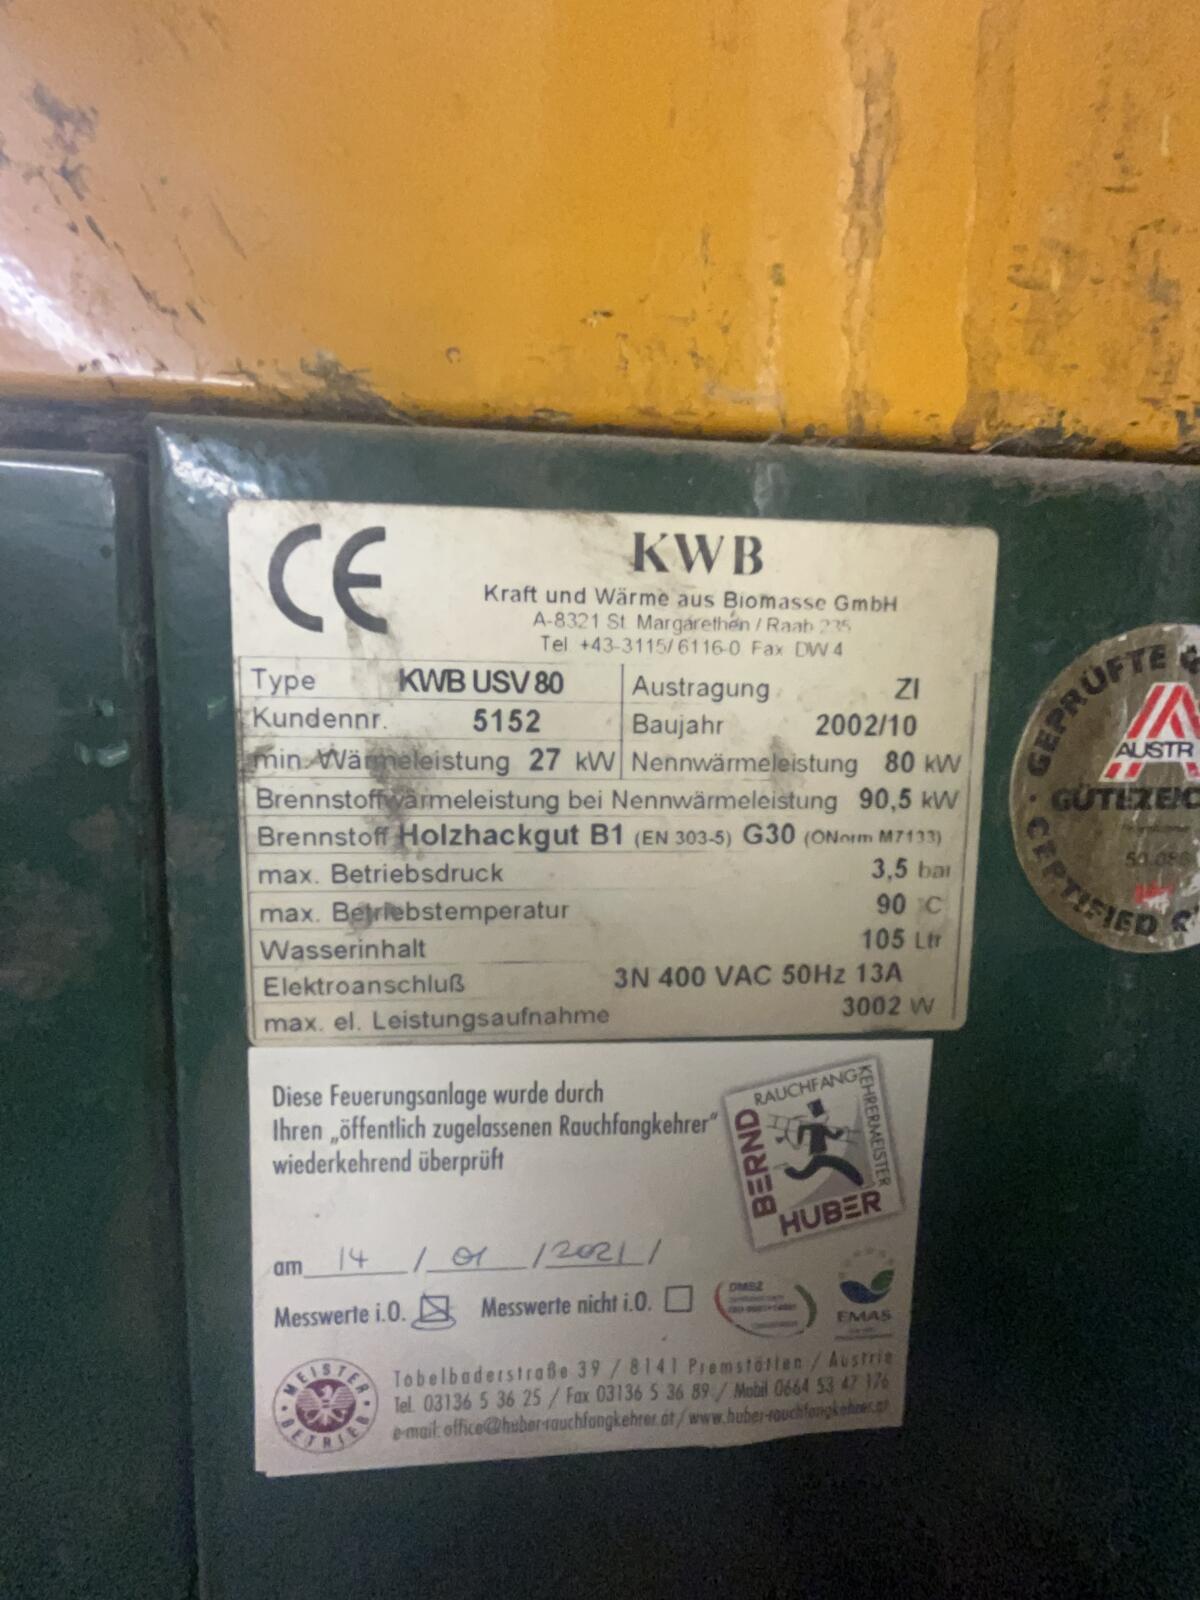 CE
KWB
Kraft und Wärme aus Biomasse GmbH
A-8321 St. Margarethen / Raab 235
Tel. +43-3115/6116-0 Fax DW 4
Type KWB USV 80 Austragung ZI
Kundennr. 5152 Baujahr 2002/10
min. Wärmeleistung 27 kW Nennwärmeleistung 80 kW
Brennstoffwärmeleistung bei Nennwärmeleistung 90,5 kW
Brennstoff Holzhackgut B1 (EN 303-5) G30 (ÖNorm M7133)
max. Betriebsdruck 3,5 bar
max. Betriebstemperatur 90 °C
Wasserinhalt 105 Ltr
Elektroanschluß 3N 400 VAC 50Hz 13A
max. el. Leistungsaufnahme 3002 W
GEPRÜFTE
AUSTR
GÜTEZEIC
CERTIFIED
Diese Feuerungsanlage wurde durch
Ihren „öffentlich zugelassenen Rauchfangkehrer“
wiederkehrend überprüft
RAUCHFANGKEHRERMEISTER
BERND
HUBER
am 14 / 01 / 2021 /
Messwerte i.O. Messwerte nicht i.O.
EMAS
MEISTER
BETRIEB
Tobelbaderstraße 39 / 8141 Premstätten / Austria
Tel. 03136 5 36 25 / Fax 03136 5 36 89 / Mobil 0664 53 47 176
e-mail: office@huber-rauchfangkehrer.at / www.huber-rauchfangkehrer.at